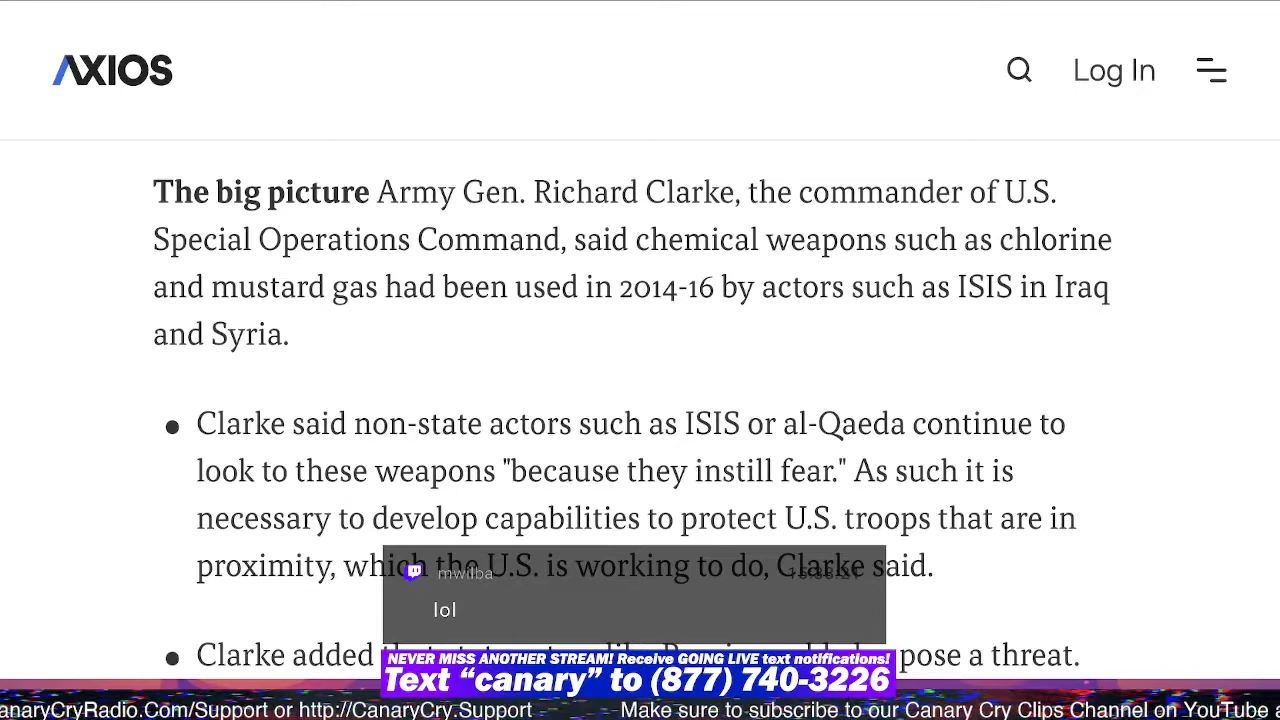 AXIOS
Log In
The big picture Army Gen. Richard Clarke, the commander of U.S.
Special Operations Command, said chemical weapons such as chlorine
and mustard gas had been used in 2014-16 by actors such as ISIS in Iraq
and Syria.
• Clarke said non-state actors such as ISIS or al-Qaeda continue to
look to these weapons "because they instill fear." As such it is
necessary to develop capabilities to protect U.S. troops that are in
proximity, which the U.S. is working to do, Clarke said.
mwilba
lol
• Clarke added pose a threat.
NEVER MISS ANOTHER STREAM! Receive GOING LIVE text notifications!
Text “canary” to (877) 740-3226
anaryCryRadio.Com/Support or http://CanaryCry.Support Make sure to subscribe to our Canary Cry Clips Channel on YouTube